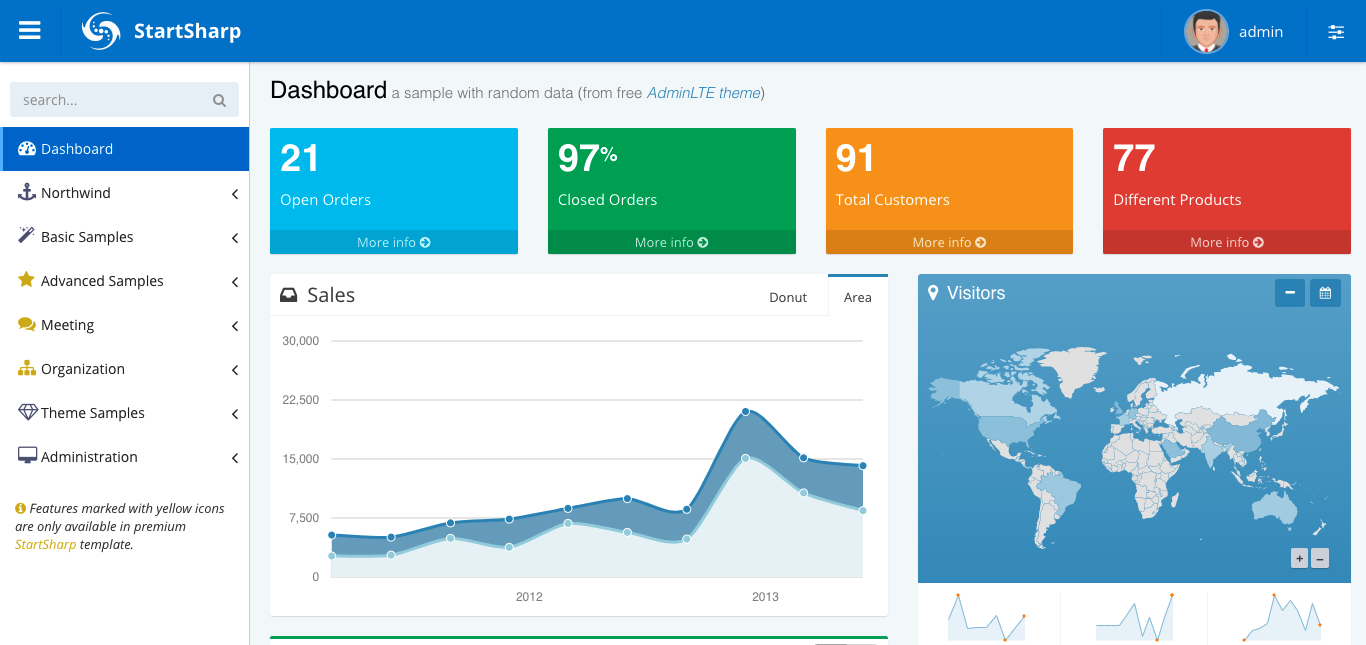 StartSharp
admin
search...
Dashboard
Northwind
Basic Samples
Advanced Samples
Meeting
Organization
Theme Samples
Administration
Features marked with yellow icons
are only available in premium
StartSharp template.
Dashboard a sample with random data (from free AdminLTE theme)
21
Open Orders
More info
97%
Closed Orders
More info
91
Total Customers
More info
77
Different Products
More info
Sales
Donut
Area
30,000
22,500
15,000
7,500
0
2012
2013
Visitors
+
−